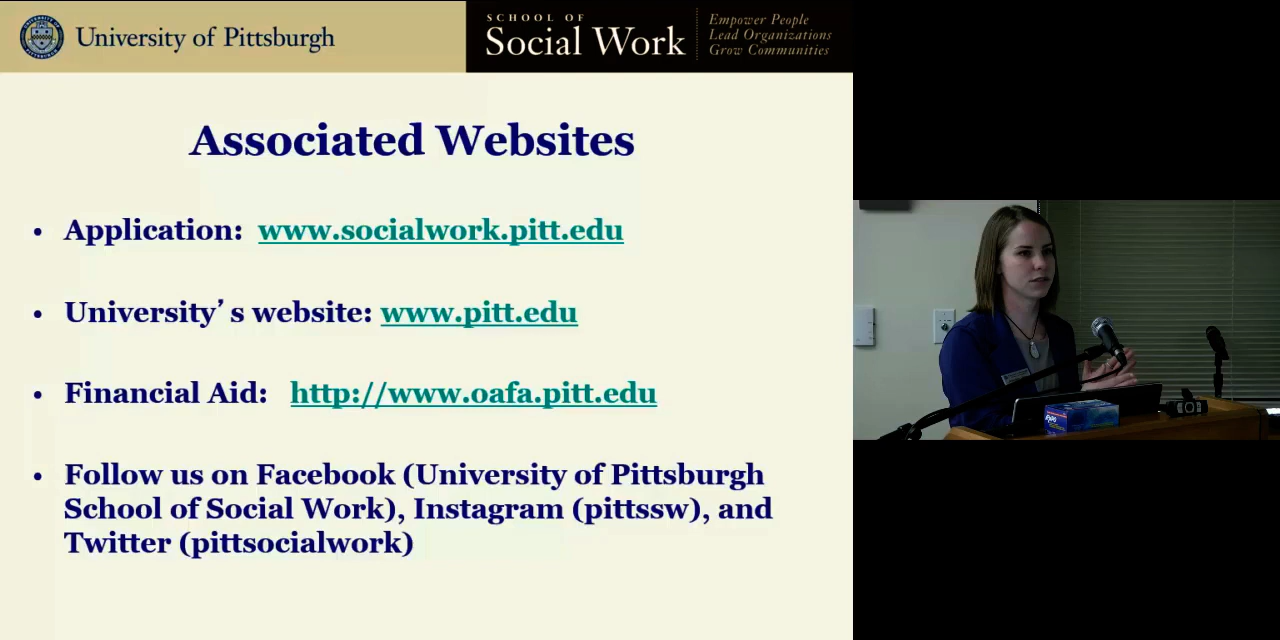 University of Pittsburgh
SCHOOL OF
Social Work
Empower People
Lead Organizations
Grow Communities
Associated Websites
• Application: www.socialwork.pitt.edu
• University’s website: www.pitt.edu
• Financial Aid: http://www.oafa.pitt.edu
• Follow us on Facebook (University of Pittsburgh
School of Social Work), Instagram (pittssw), and
Twitter (pittsocialwork)